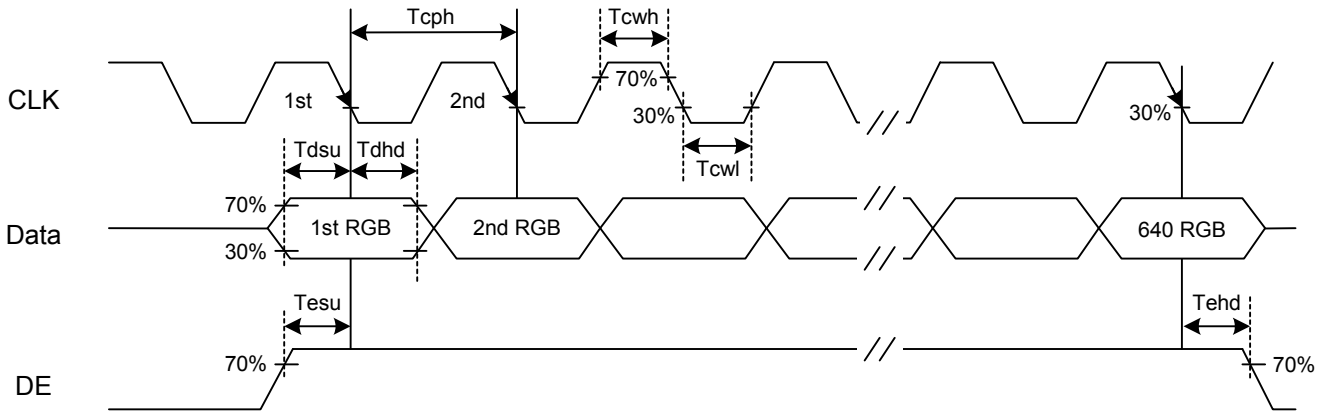 Tcph
Tcwh
CLK
1st
2nd
70%
30%
30%
Tcwl
Tdsu
Tdhd
70%
Data
1st RGB
2nd RGB
640 RGB
30%
Tesu
Tehd
70%
70%
DE